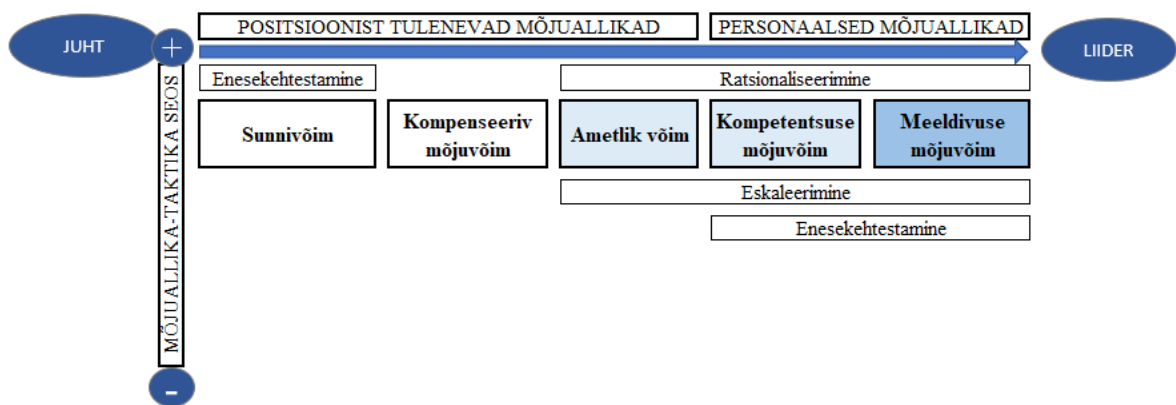 POSITSIOONIST TULENEVAD MÕJUALLIKAD
PERSONAALSED MÕJUALLIKAD
JUHT
+
LIIDER
Enesekehtestamine
Ratsionaliseerimine
Sunnivõim
Kompenseeriv
mõjuvõim
Ametlik võim
Kompetentsuse
mõjuvõim
Meeldivuse
mõjuvõim
Eskaleerimine
Enesekehtestamine
MÕJUALLIKA-TAKTIKA SEOS
-